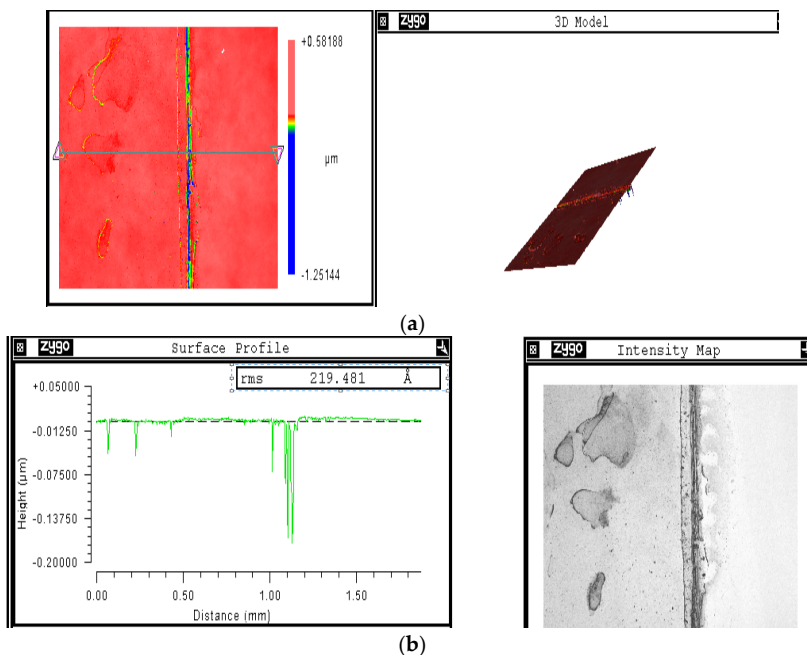 zygo
3D Model
+0.58188
µm
-1.25144
(a)
zygo
Surface Profile
rms 219.481 Å
+0.05000
-0.01250
-0.07500
-0.13750
-0.20000
Height (µm)
0.00 0.50 1.00 1.50
Distance (mm)
zygo
Intensity Map
(b)